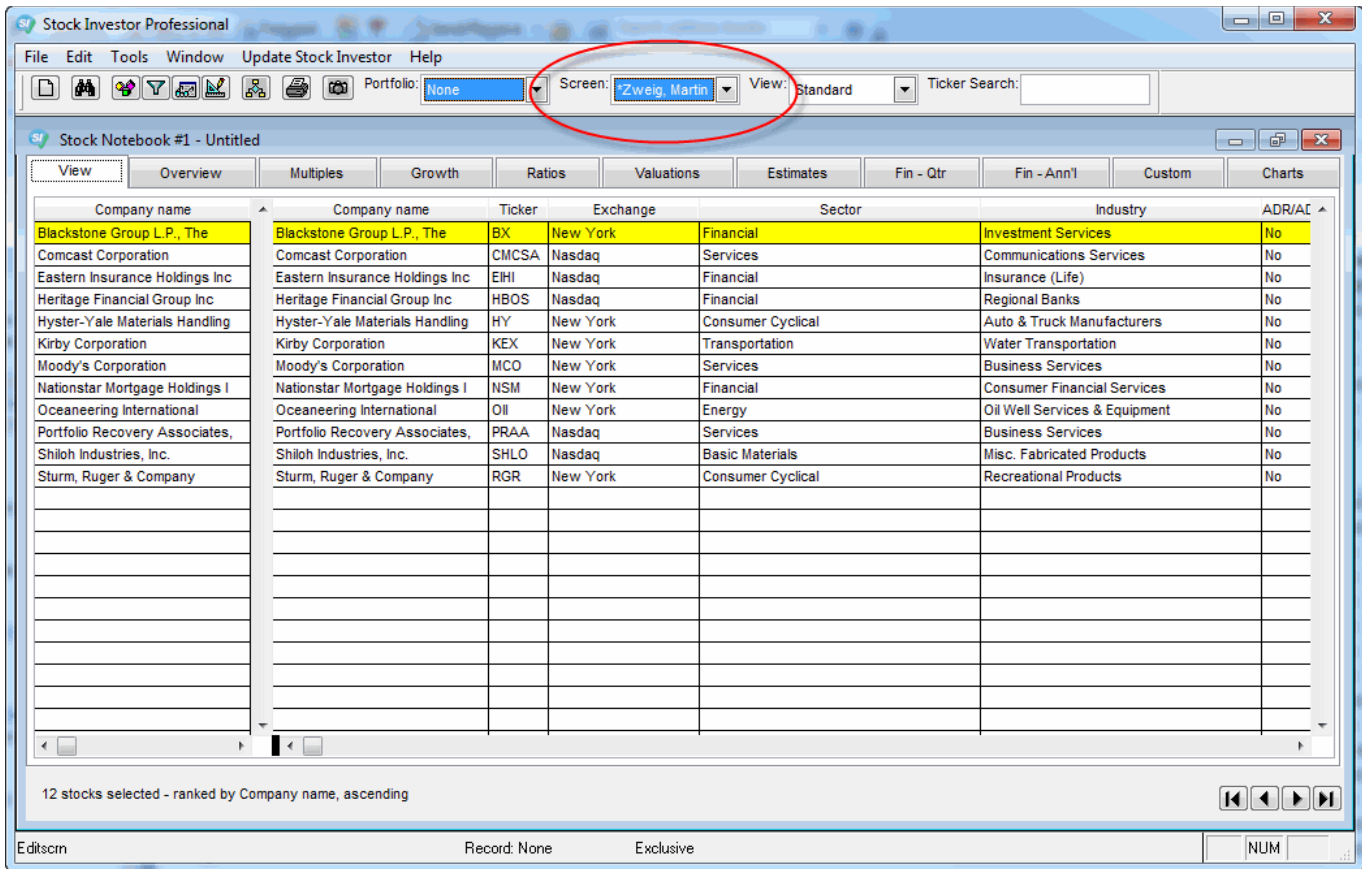 Stock Investor Professional
File Edit Tools Window Update Stock Investor Help
Portfolio: None Screen: *Zweig, Martin View: Standard Ticker Search:
Stock Notebook #1 - Untitled
View Overview Multiples Growth Ratios Valuations Estimates Fin - Qtr Fin - Ann'l Custom Charts
Company name Company name Ticker Exchange Sector Industry ADR/AD
Blackstone Group L.P., The Blackstone Group L.P., The BX New York Financial Investment Services No
Comcast Corporation Comcast Corporation CMCSA Nasdaq Services Communications Services No
Eastern Insurance Holdings Inc Eastern Insurance Holdings Inc EIHI Nasdaq Financial Insurance (Life) No
Heritage Financial Group Inc Heritage Financial Group Inc HBOS Nasdaq Financial Regional Banks No
Hyster-Yale Materials Handling Hyster-Yale Materials Handling HY New York Consumer Cyclical Auto & Truck Manufacturers No
Kirby Corporation Kirby Corporation KEX New York Transportation Water Transportation No
Moody's Corporation Moody's Corporation MCO New York Services Business Services No
Nationstar Mortgage Holdings I Nationstar Mortgage Holdings I NSM New York Financial Consumer Financial Services No
Oceaneering International Oceaneering International OII New York Energy Oil Well Services & Equipment No
Portfolio Recovery Associates, Portfolio Recovery Associates, PRAA Nasdaq Services Business Services No
Shiloh Industries, Inc. Shiloh Industries, Inc. SHLO Nasdaq Basic Materials Misc. Fabricated Products No
Sturm, Ruger & Company Sturm, Ruger & Company RGR New York Consumer Cyclical Recreational Products No
12 stocks selected - ranked by Company name, ascending
Editscrn Record: None Exclusive NUM